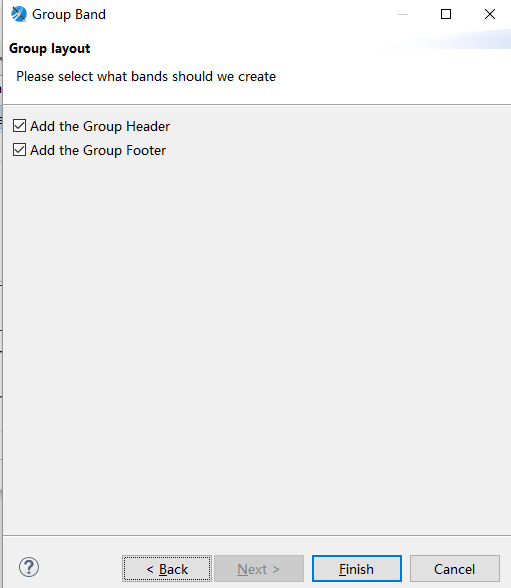 Group Band
Group layout
Please select what bands should we create
Add the Group Header
Add the Group Footer
?
< Back
Next >
Finish
Cancel